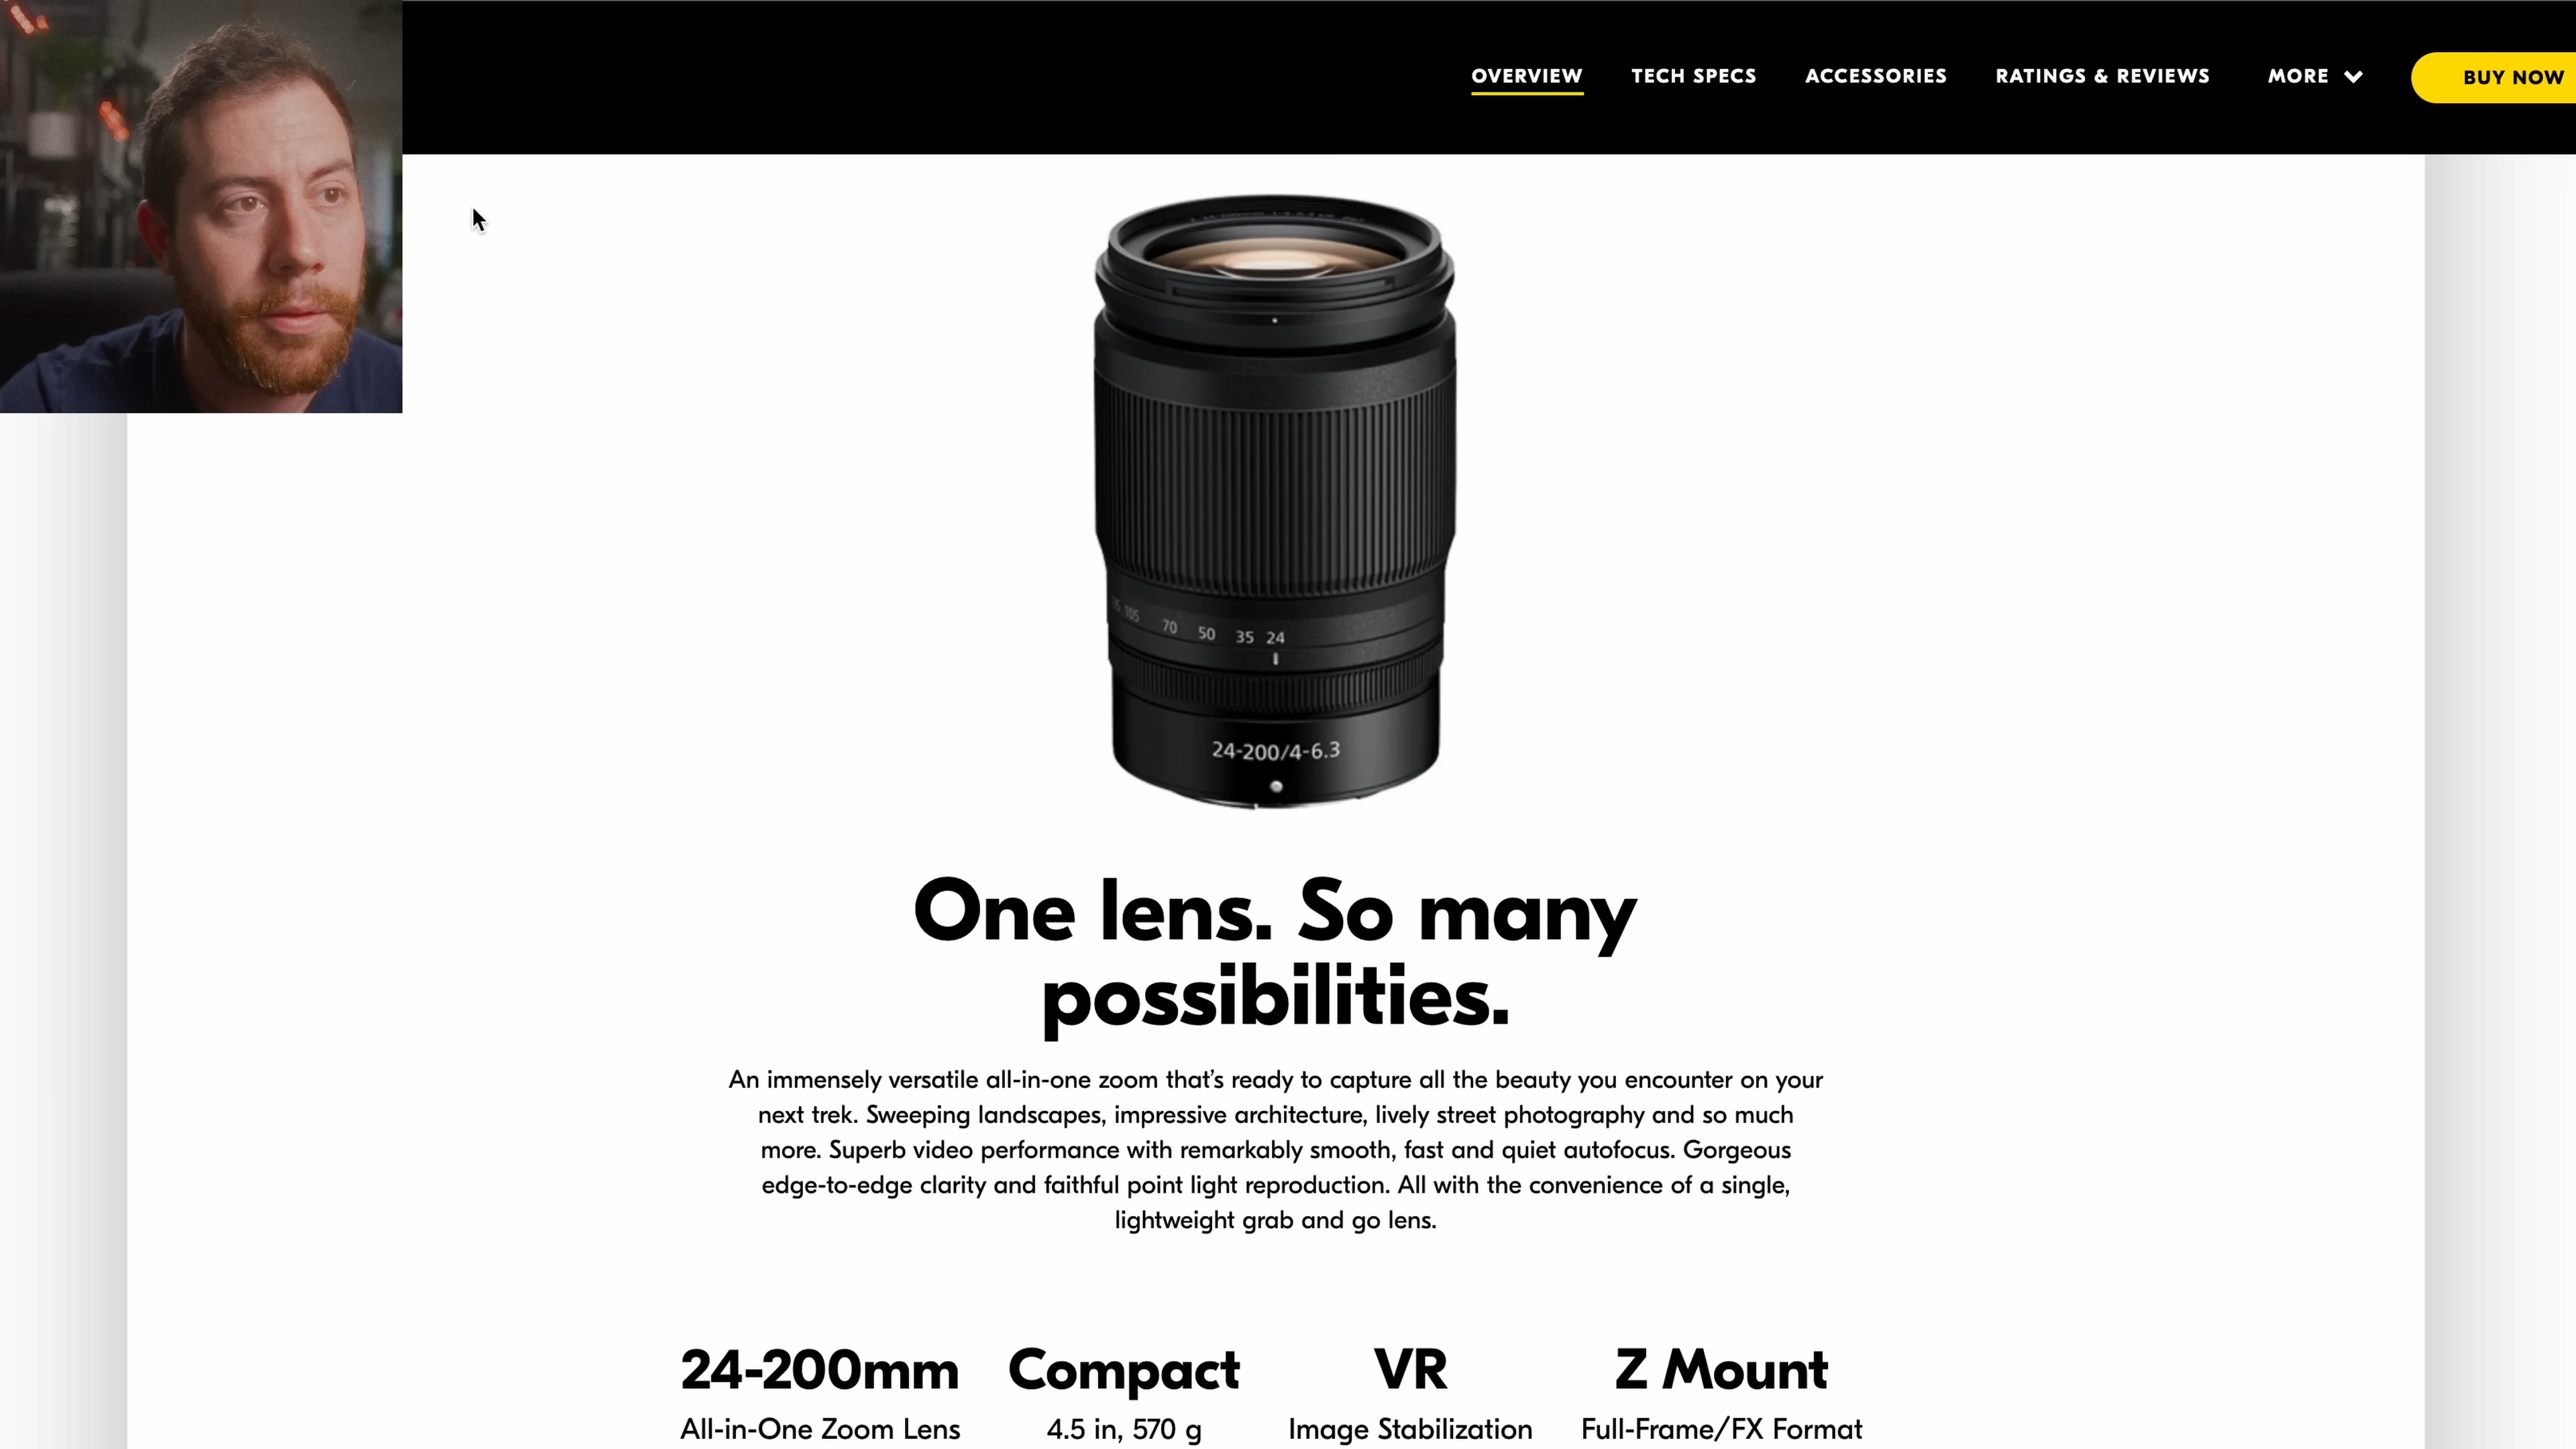 OVERVIEW TECH SPECS ACCESSORIES RATINGS & REVIEWS MORE BUY NOW
105
70 50 35 24
24-200/4-6.3
One lens. So many
possibilities.
An immensely versatile all-in-one zoom that's ready to capture all the beauty you encounter on your
next trek. Sweeping landscapes, impressive architecture, lively street photography and so much
more. Superb video performance with remarkably smooth, fast and quiet autofocus. Gorgeous
edge-to-edge clarity and faithful point light reproduction. All with the convenience of a single,
lightweight grab and go lens.
24-200mm Compact VR Z Mount
All-in-One Zoom Lens 4.5 in, 570 g Image Stabilization Full-Frame/FX Format